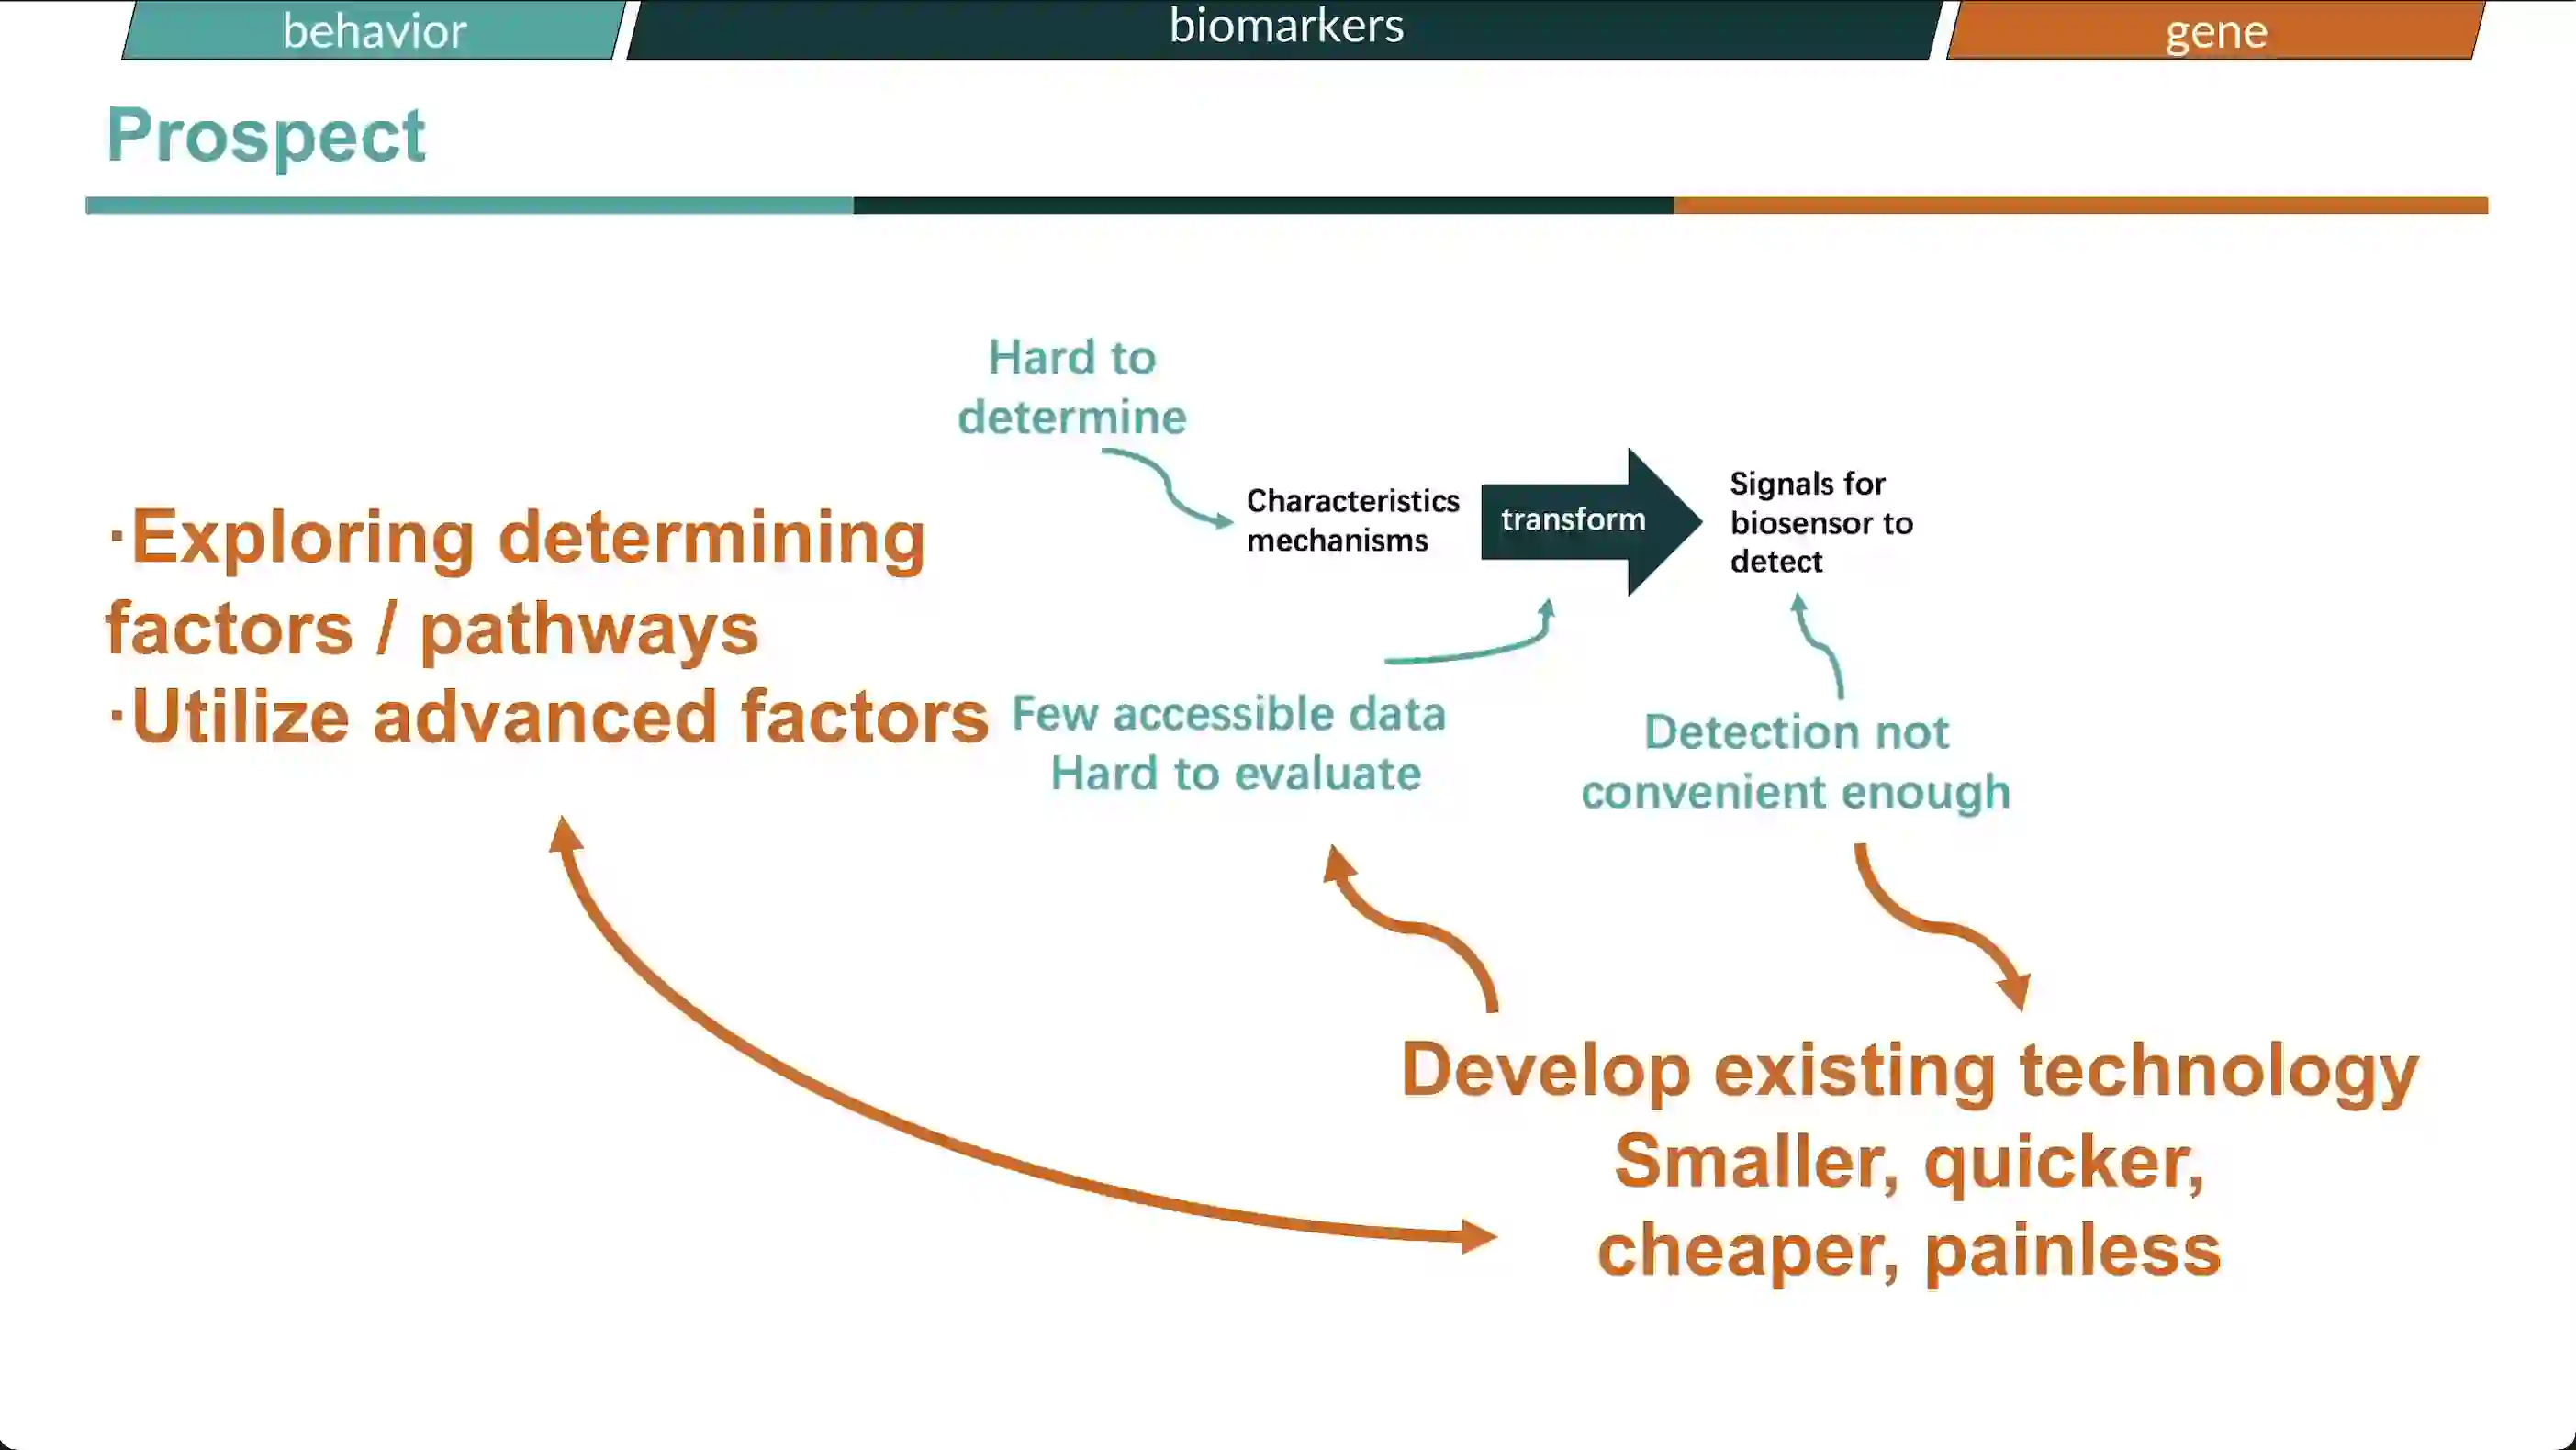 behavior
biomarkers
gene
Prospect
Hard to
determine
Characteristics
mechanisms
transform
Signals for
biosensor to
detect
·Exploring determining
factors / pathways
·Utilize advanced factors
Few accessible data
Hard to evaluate
Detection not
convenient enough
Develop existing technology
Smaller, quicker,
cheaper, painless